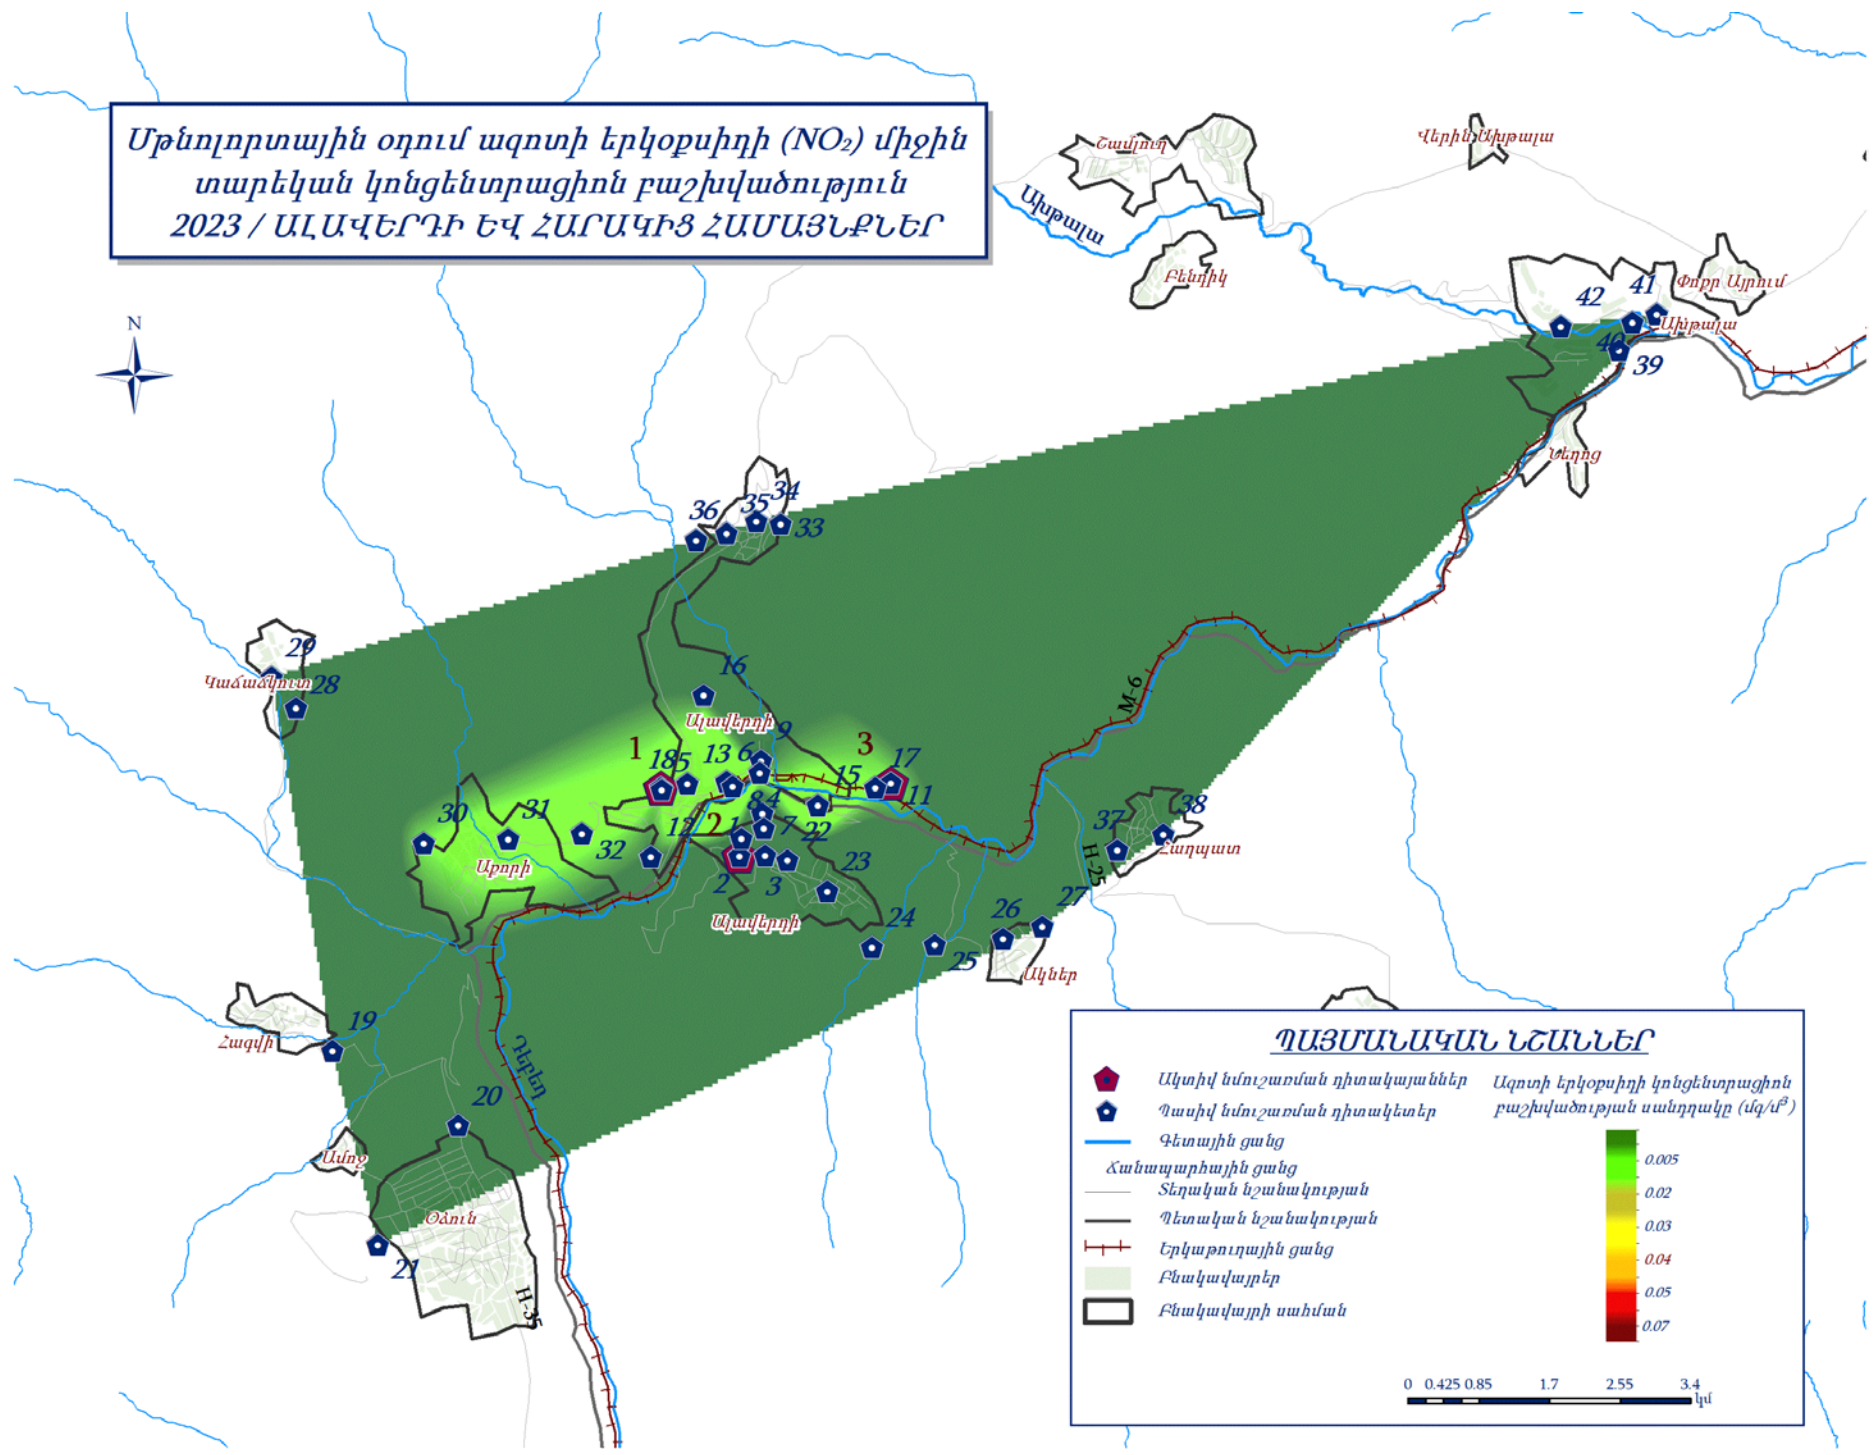 Մթնոլորտային օդում ազոտի երկօքսիդի (NO₂) միջին
տարեկան կոնցենտրացիոն բաշխվածություն
2023 / ԱԼԱՎԵՐԴԻ ԵՎ ՀԱՐԱԿԻՑ ՀԱՄԱՅՆՔՆԵՐ
Շամլուղ
Վերին Ախթալա
Ախթալա
Բենդիկ
Փոքր Այրում
42
41
Ախթալա
40
39
N
Նեղոց
34
35
36
33
29
Կաճաճկուտ
28
16
Ալավերդի
M-6
9
3
1
18
5
13
6
17
15
11
30
31
8
4
38
12
2
1
7
22
37
32
Հաղպատ
Աքորի
2
3
23
H-25
Ալավերդի
24
26
27
25
Ակներ
19
Հագվի
Դեբեդ
20
Ամոջ
Օձուն
21
H-35
ՊԱՅՄԱՆԱԿԱՆ ՆՇԱՆՆԵՐ
Ակտիվ նմուշառման դիտակայաններ
Պասիվ նմուշառման դիտակետեր
Գետային ցանց
Ճանապարհային ցանց
Տեղական նշանակության
Պետական նշանակության
Երկաթուղային ցանց
Բնակավայրեր
Բնակավայրի սահման
Ազոտի երկօքսիդի կոնցենտրացիոն
բաշխվածության սանդղակը (մգ/մ³)
0.005
0.02
0.03
0.04
0.05
0.07
0 0.425 0.85 1.7 2.55 3.4
կմ